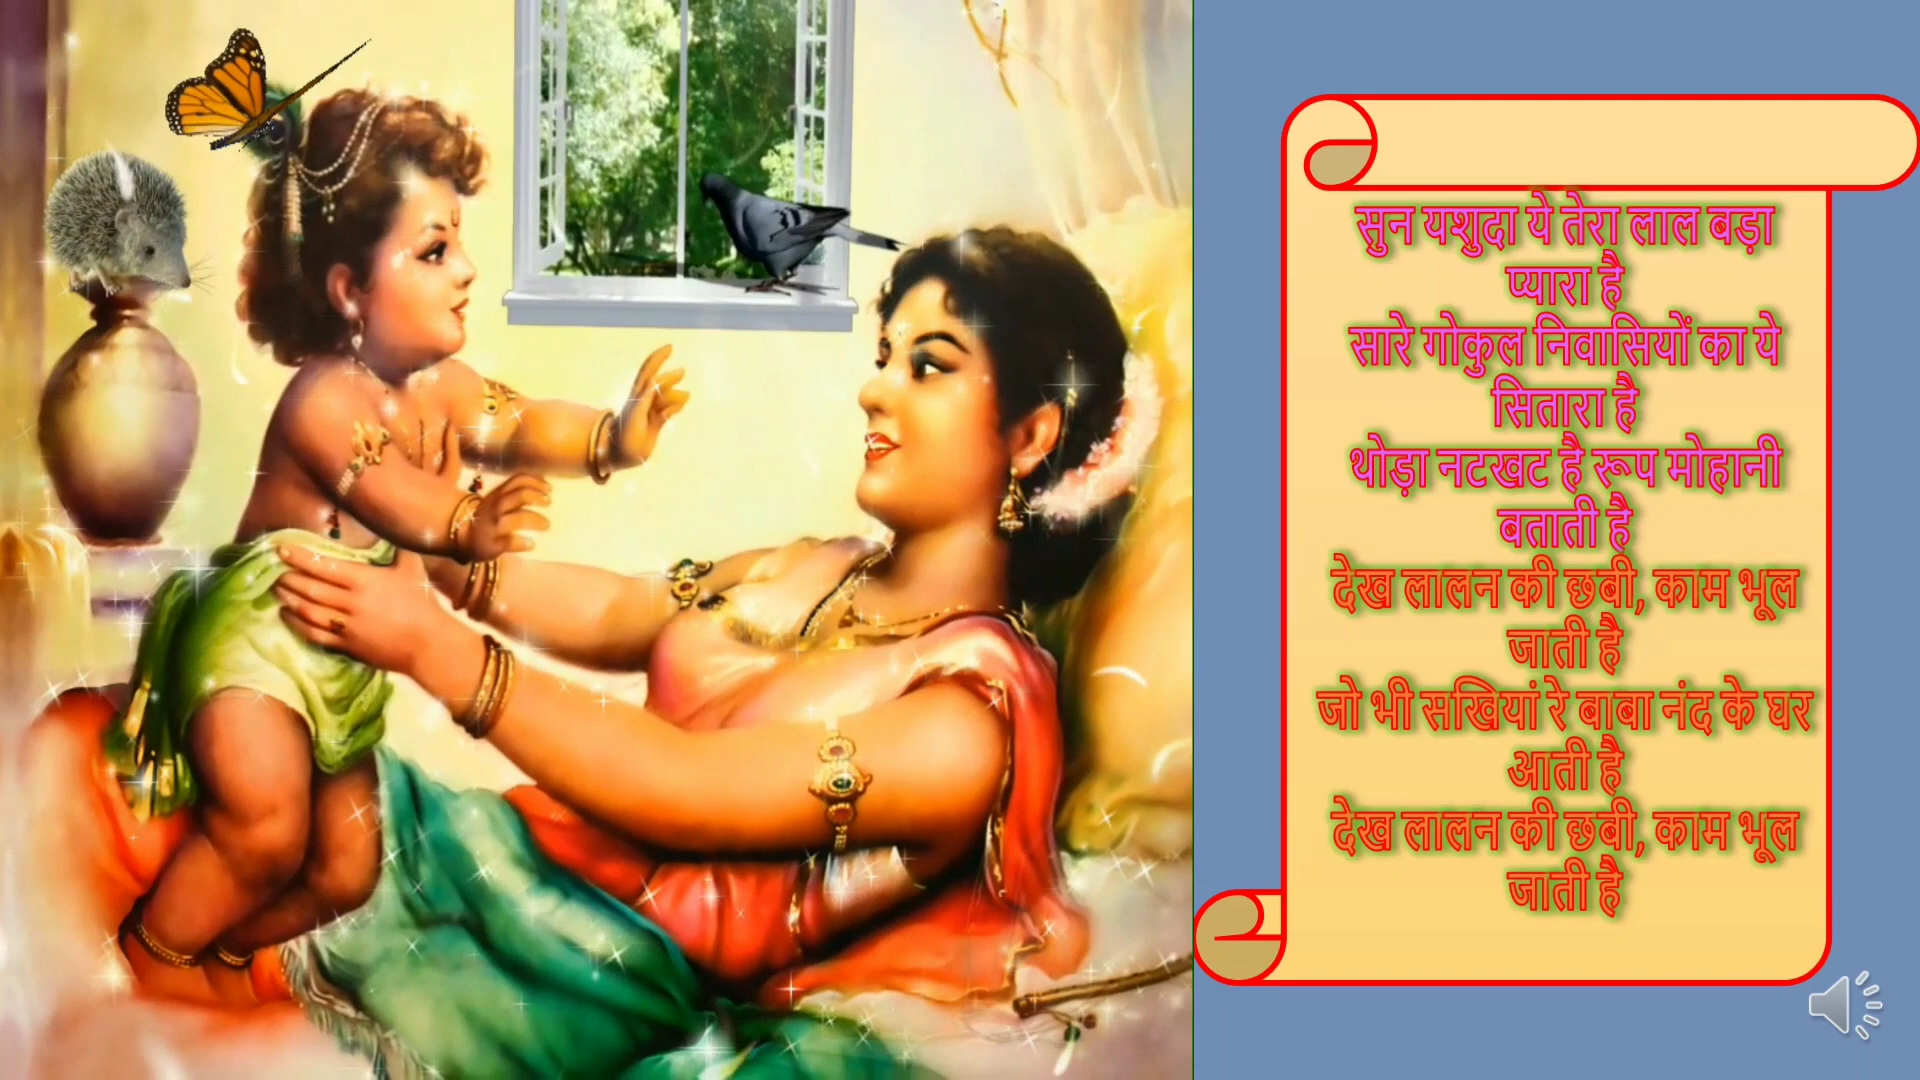 सुन यशुदा ये तेरा लाल बड़ा
प्यारा है
सारे गोकुल निवासियों का ये
सितारा है
थोड़ा नटखट है रूप मोहानी
बताती है
देख लालन की छबी, काम भूल
जाती है
जो भी सखियां रे बाबा नंद के घर
आती है
देख लालन की छबी, काम भूल
जाती है